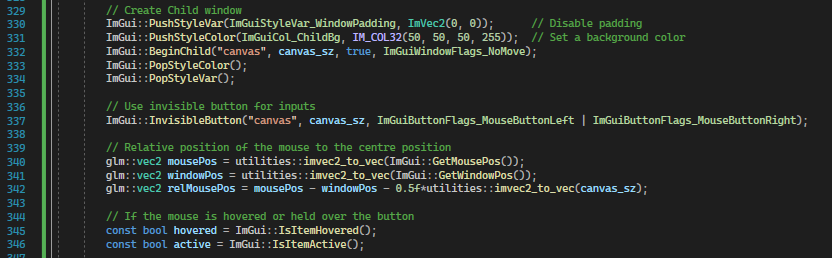 329 // Create Child window
330 ImGui::PushStyleVar(ImGuiStyleVar_WindowPadding, ImVec2(0, 0)); // Disable padding
331 ImGui::PushStyleColor(ImGuiCol_ChildBg, IM_COL32(50, 50, 50, 255)); // Set a background color
332 ImGui::BeginChild("canvas", canvas_sz, true, ImGuiWindowFlags_NoMove);
333 ImGui::PopStyleColor();
334 ImGui::PopStyleVar();
335
336 // Use invisible button for inputs
337 ImGui::InvisibleButton("canvas", canvas_sz, ImGuiButtonFlags_MouseButtonLeft | ImGuiButtonFlags_MouseButtonRight);
338
339 // Relative position of the mouse to the centre position
340 glm::vec2 mousePos = utilities::imvec2_to_vec(ImGui::GetMousePos());
341 glm::vec2 windowPos = utilities::imvec2_to_vec(ImGui::GetWindowPos());
342 glm::vec2 relMousePos = mousePos - windowPos - 0.5f*utilities::imvec2_to_vec(canvas_sz);
343
344 // If the mouse is hovered or held over the button
345 const bool hovered = ImGui::IsItemHovered();
346 const bool active = ImGui::IsItemActive();